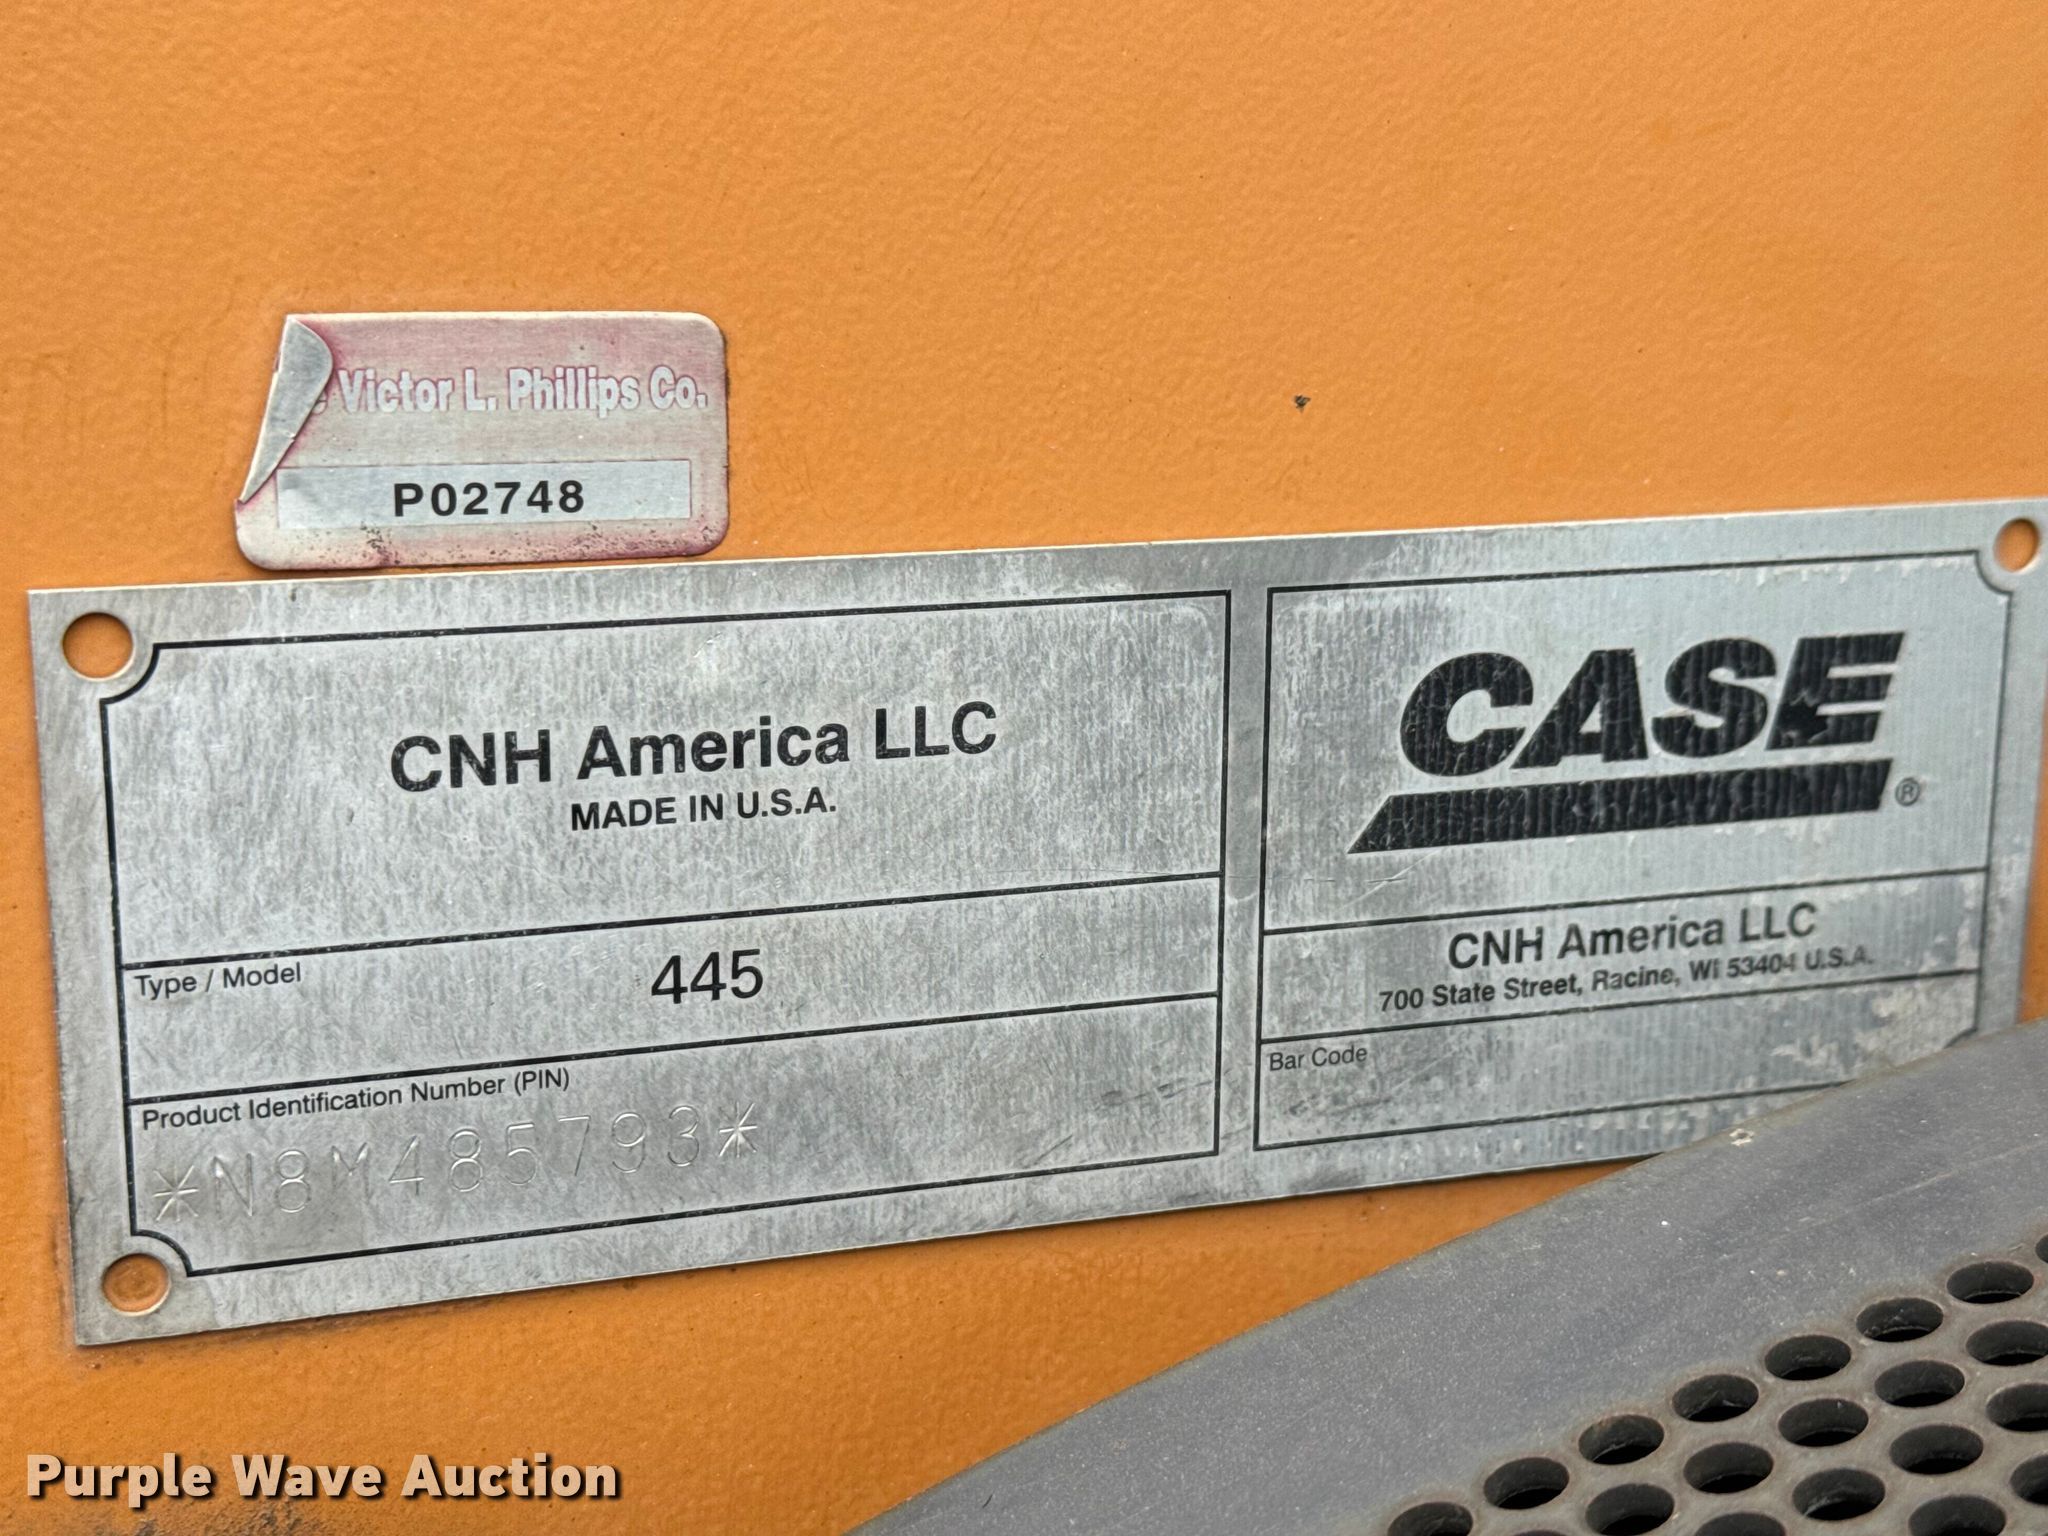 Victor L. Phillips Co.
P02748
CNH America LLC
MADE IN U.S.A.
Type / Model
445
Product Identification Number (PIN)
*N8M485793*
CASE®
CNH America LLC
700 State Street, Racine, WI 53404 U.S.A.
Bar Code
Purple Wave Auction